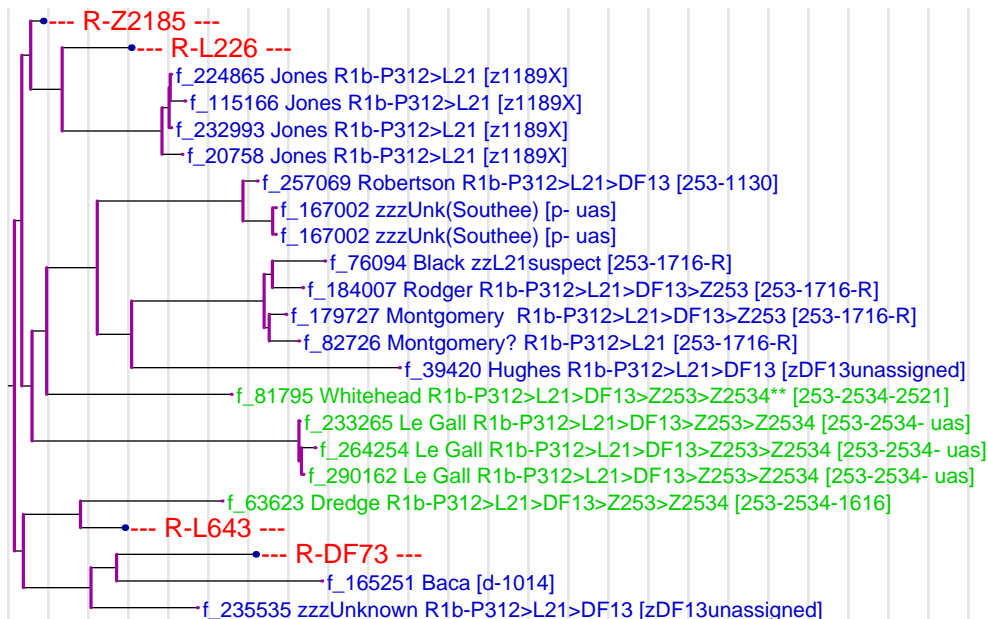 --- R-Z2185 ---
--- R-L226 ---
f_224865 Jones R1b-P312>L21 [z1189X]
f_115166 Jones R1b-P312>L21 [z1189X]
f_232993 Jones R1b-P312>L21 [z1189X]
f_20758 Jones R1b-P312>L21 [z1189X]
f_257069 Robertson R1b-P312>L21>DF13 [253-1130]
f_167002 zzzUnk(Southee) [p- uas]
f_167002 zzzUnk(Southee) [p- uas]
f_76094 Black zzL21suspect [253-1716-R]
f_184007 Rodger R1b-P312>L21>DF13>Z253 [253-1716-R]
f_179727 Montgomery  R1b-P312>L21>DF13>Z253 [253-1716-R]
f_82726 Montgomery? R1b-P312>L21 [253-1716-R]
f_39420 Hughes R1b-P312>L21>DF13 [zDF13unassigned]
f_81795 Whitehead R1b-P312>L21>DF13>Z253>Z2534** [253-2534-2521]
f_233265 Le Gall R1b-P312>L21>DF13>Z253>Z2534 [253-2534- uas]
f_264254 Le Gall R1b-P312>L21>DF13>Z253>Z2534 [253-2534- uas]
f_290162 Le Gall R1b-P312>L21>DF13>Z253>Z2534 [253-2534- uas]
f_63623 Dredge R1b-P312>L21>DF13>Z253>Z2534 [253-2534-1616]
--- R-L643 ---
--- R-DF73 ---
f_165251 Baca [d-1014]
f_235535 zzzUnknown R1b-P312>L21>DF13 [zDF13unassigned]